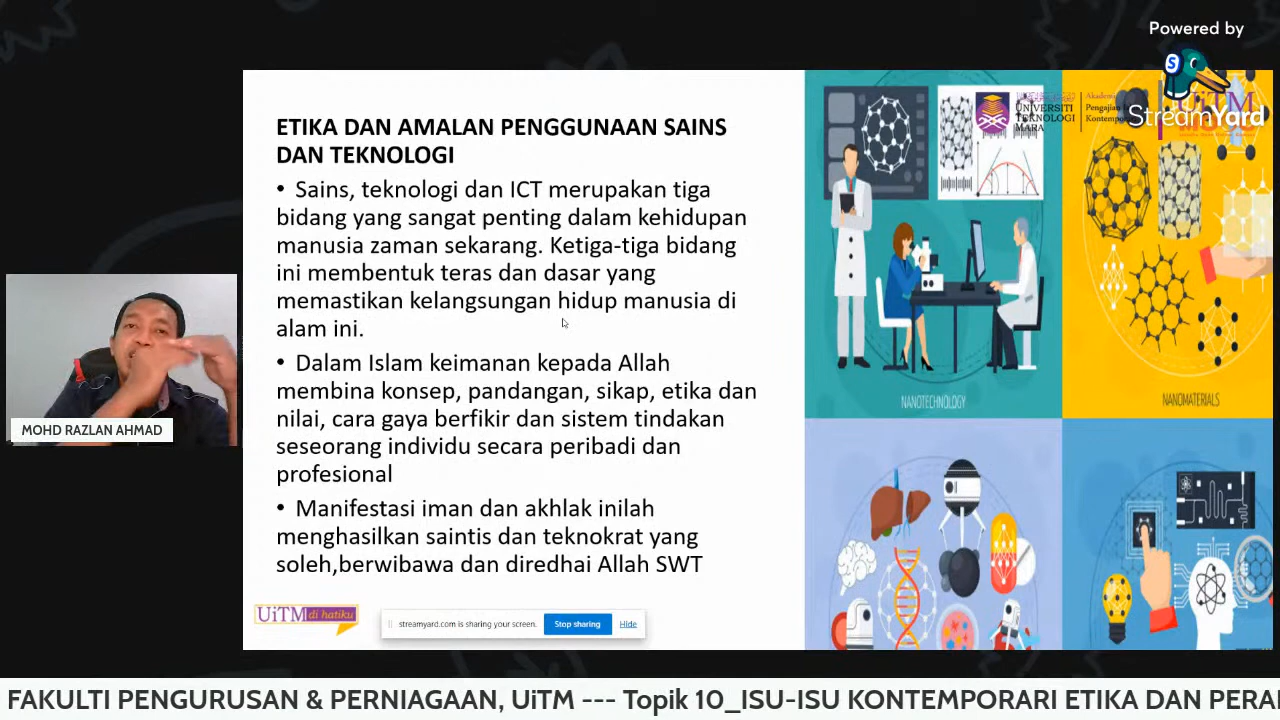 Powered by
StreamYard
UNIVERSITI
TEKNOLOGI
MARA
Akademi
Pengajian
Kontempor
UiTM
ETIKA DAN AMALAN PENGGUNAAN SAINS
DAN TEKNOLOGI
• Sains, teknologi dan ICT merupakan tiga
bidang yang sangat penting dalam kehidupan
manusia zaman sekarang. Ketiga-tiga bidang
ini membentuk teras dan dasar yang
memastikan kelangsungan hidup manusia di
alam ini.
• Dalam Islam keimanan kepada Allah
membina konsep, pandangan, sikap, etika dan
nilai, cara gaya berfikir dan sistem tindakan
seseorang individu secara peribadi dan
profesional
• Manifestasi iman dan akhlak inilah
menghasilkan saintis dan teknokrat yang
soleh,berwibawa dan diredhai Allah SWT
NANOTECHNOLOGY
NANOMATERIALS
MOHD RAZLAN AHMAD
UiTM di hatiku
streamyard.com is sharing your screen.
Stop sharing
Hide
FAKULTI PENGURUSAN & PERNIAGAAN, UiTM --- Topik 10_ISU-ISU KONTEMPORARI ETIKA DAN PERA